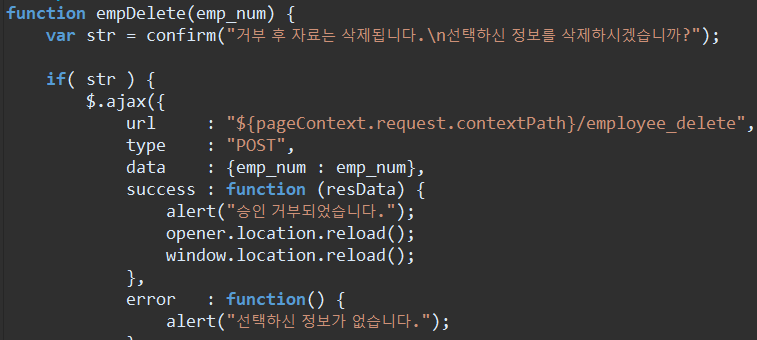 function empDelete(emp_num) {
    var str = confirm("거부 후 자료는 삭제됩니다.\n선택하신 정보를 삭제하시겠습니까?");
    if( str ) {
        $.ajax({
            url     : "${pageContext.request.contextPath}/employee_delete",
            type    : "POST",
            data    : {emp_num : emp_num},
            success : function (resData) {
                alert("승인 거부되었습니다.");
                opener.location.reload();
                window.location.reload();
            },
            error   : function() {
                alert("선택하신 정보가 없습니다.");